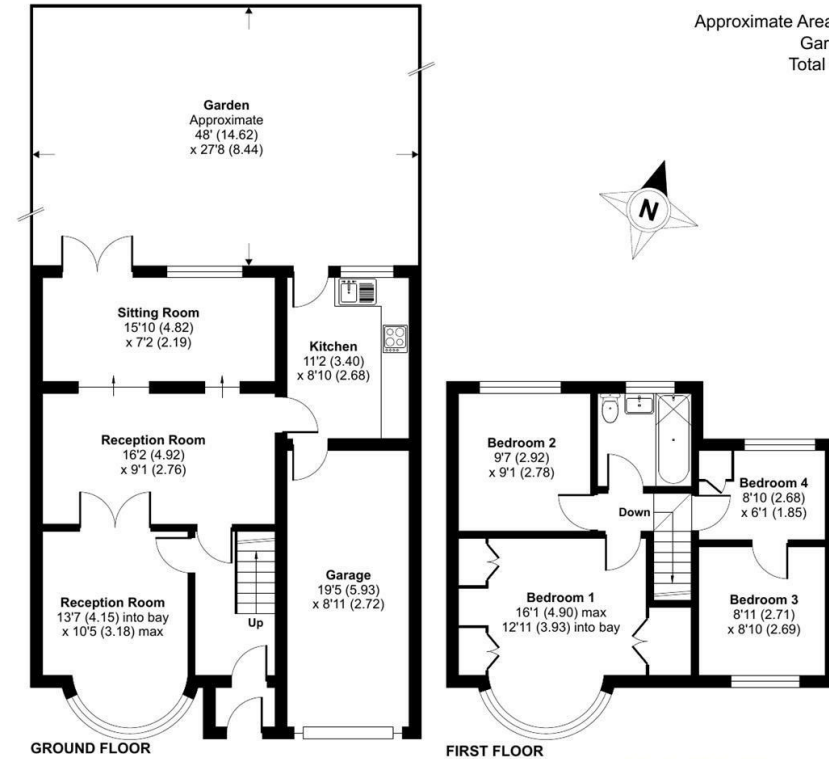 Approximate Area
Gar
Total
Garden
Approximate
48' (14.62)
x 27'8 (8.44)
N
Sitting Room
15'10 (4.82)
x 7'2 (2.19)
Kitchen
11'2 (3.40)
x 8'10 (2.68)
Reception Room
16'2 (4.92)
x 9'1 (2.76)
Reception Room
13'7 (4.15) into bay
x 10'5 (3.18) max
Up
Garage
19'5 (5.93)
x 8'11 (2.72)
GROUND FLOOR
Bedroom 2
9'7 (2.92)
x 9'1 (2.78)
Down
Bedroom 4
8'10 (2.68)
x 6'1 (1.85)
Bedroom 1
16'1 (4.90) max
12'11 (3.93) into bay
Bedroom 3
8'11 (2.71)
x 8'10 (2.69)
FIRST FLOOR